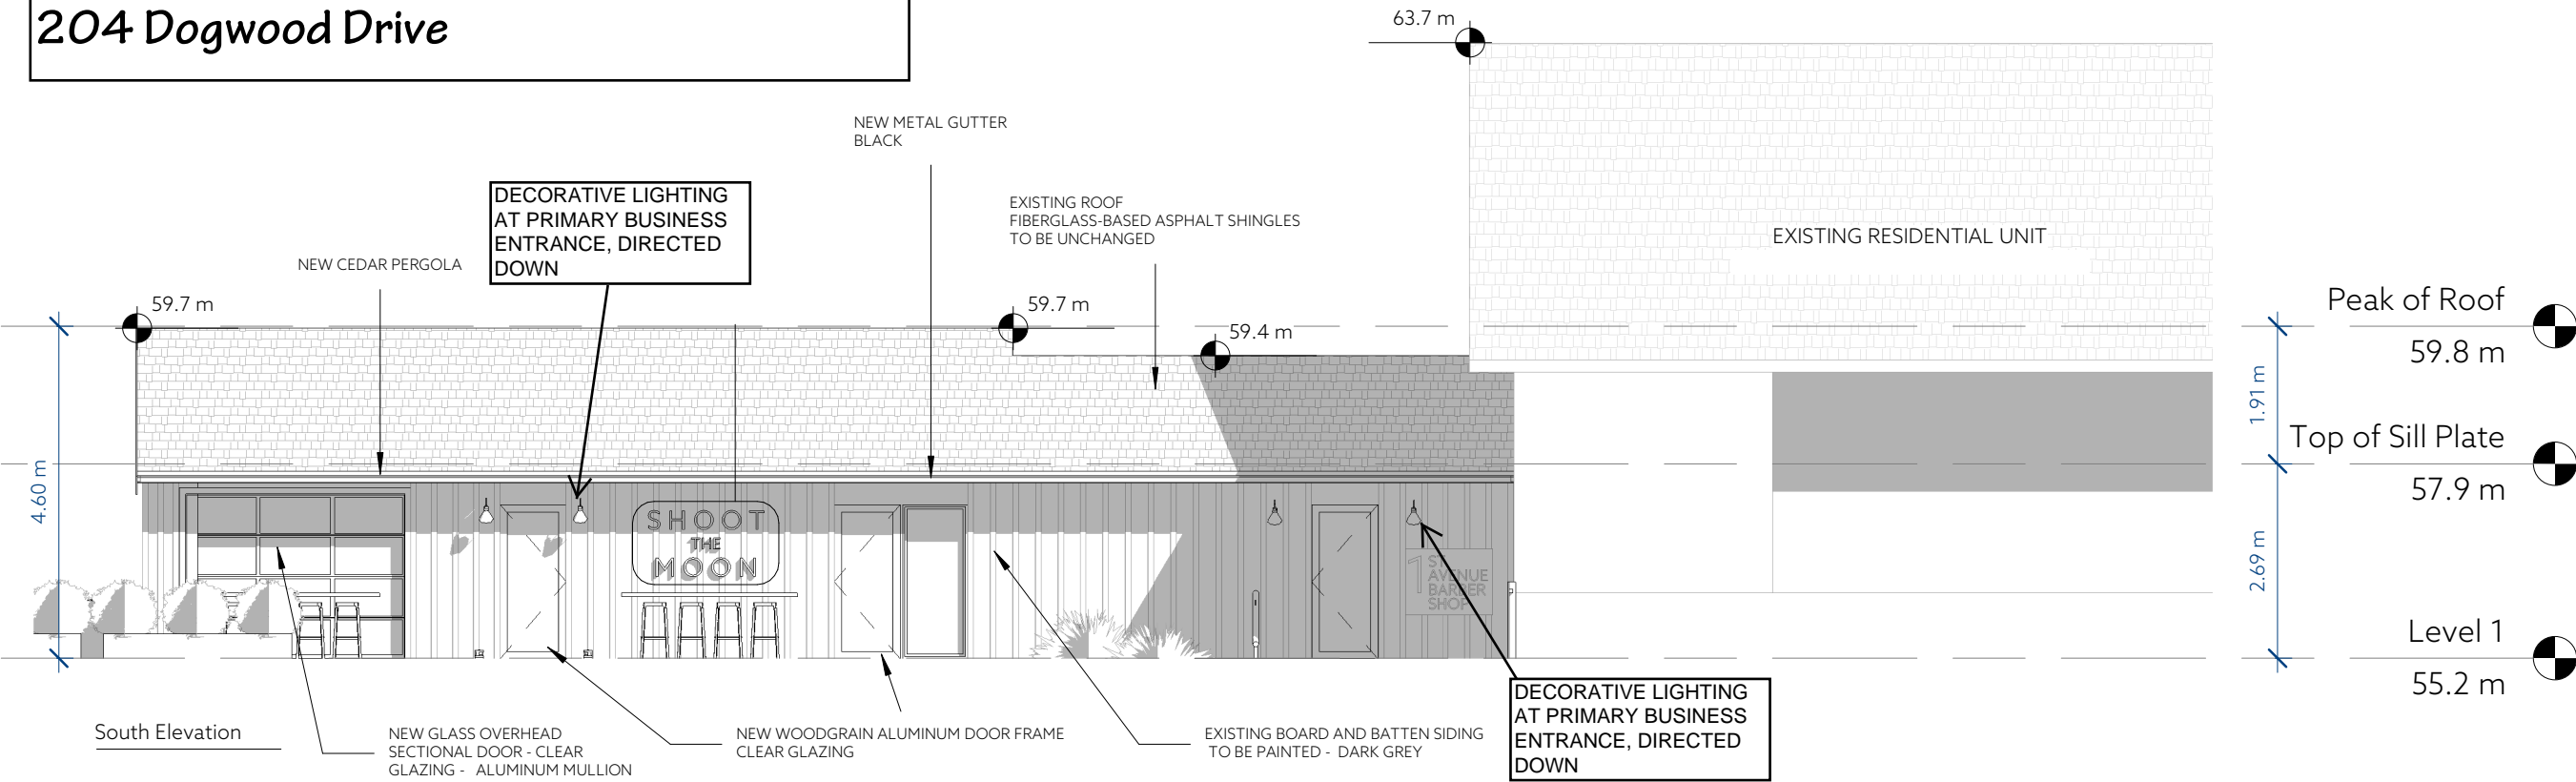 204 Dogwood Drive
63.7 m
NEW METAL GUTTER
BLACK
DECORATIVE LIGHTING
AT PRIMARY BUSINESS
ENTRANCE, DIRECTED
DOWN
EXISTING ROOF
FIBERGLASS-BASED ASPHALT SHINGLES
TO BE UNCHANGED
EXISTING RESIDENTIAL UNIT
NEW CEDAR PERGOLA
59.7 m
59.7 m
59.4 m
Peak of Roof
59.8 m
1.91 m
Top of Sill Plate
57.9 m
4.60 m
SHOOT
THE
MOON
1 ST
AVENUE
BARBER
SHOP
2.69 m
Level 1
55.2 m
South Elevation
NEW GLASS OVERHEAD
SECTIONAL DOOR - CLEAR
GLAZING - ALUMINUM MULLION
NEW WOODGRAIN ALUMINUM DOOR FRAME
CLEAR GLAZING
EXISTING BOARD AND BATTEN SIDING
TO BE PAINTED - DARK GREY
DECORATIVE LIGHTING
AT PRIMARY BUSINESS
ENTRANCE, DIRECTED
DOWN